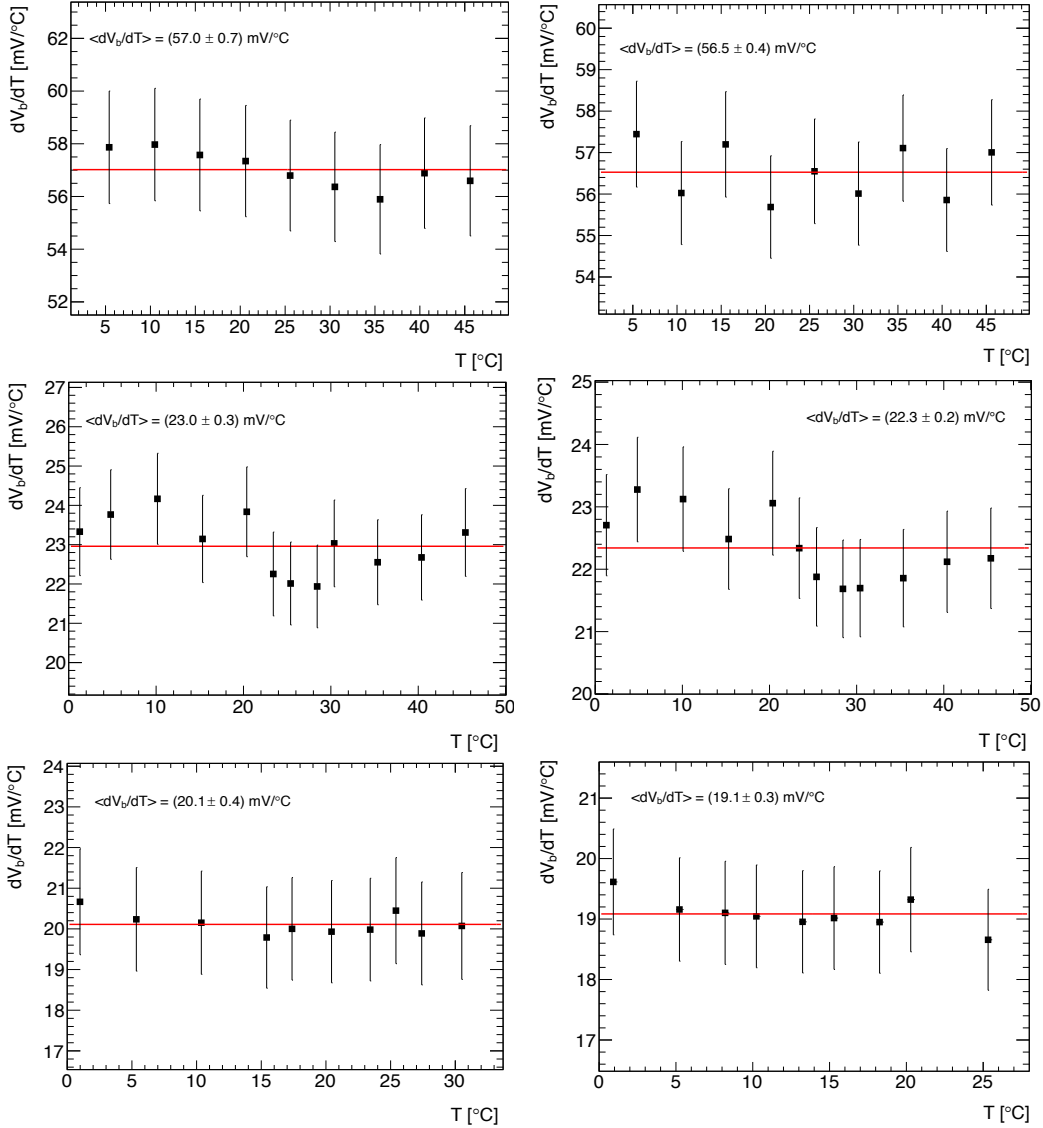 dV_b/dT [mV/°C]
62
60
58
56
54
52
<dV_b/dT> = (57.0 ± 0.7) mV/°C
5 10 15 20 25 30 35 40 45
T [°C]
dV_b/dT [mV/°C]
60
59
58
57
56
55
54
<dV_b/dT> = (56.5 ± 0.4) mV/°C
5 10 15 20 25 30 35 40 45
T [°C]
dV_b/dT [mV/°C]
27
26
25
24
23
22
21
20
<dV_b/dT> = (23.0 ± 0.3) mV/°C
0 10 20 30 40 50
T [°C]
dV_b/dT [mV/°C]
25
24
23
22
21
20
<dV_b/dT> = (22.3 ± 0.2) mV/°C
0 10 20 30 40 50
T [°C]
dV_b/dT [mV/°C]
24
23
22
21
20
19
18
17
<dV_b/dT> = (20.1 ± 0.4) mV/°C
0 5 10 15 20 25 30
T [°C]
dV_b/dT [mV/°C]
21
20
19
18
17
<dV_b/dT> = (19.1 ± 0.3) mV/°C
0 5 10 15 20 25
T [°C]